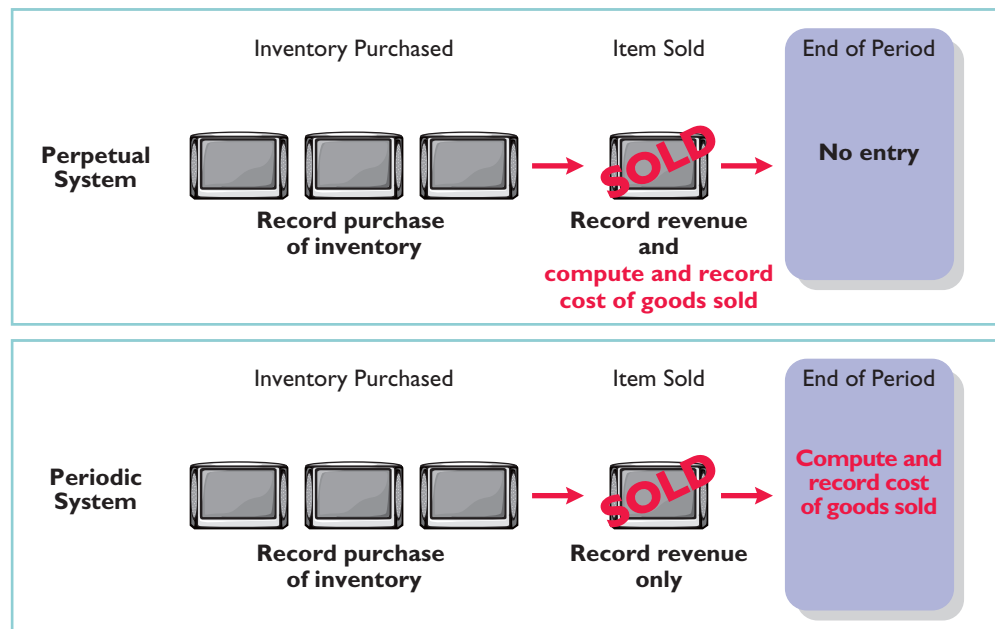 Inventory Purchased
Item Sold
End of Period
Perpetual
System
SOLD
No entry
Record purchase
of inventory
Record revenue
and
compute and record
cost of goods sold
Inventory Purchased
Item Sold
End of Period
Periodic
System
SOLD
Compute and
record cost
of goods sold
Record purchase
of inventory
Record revenue
only